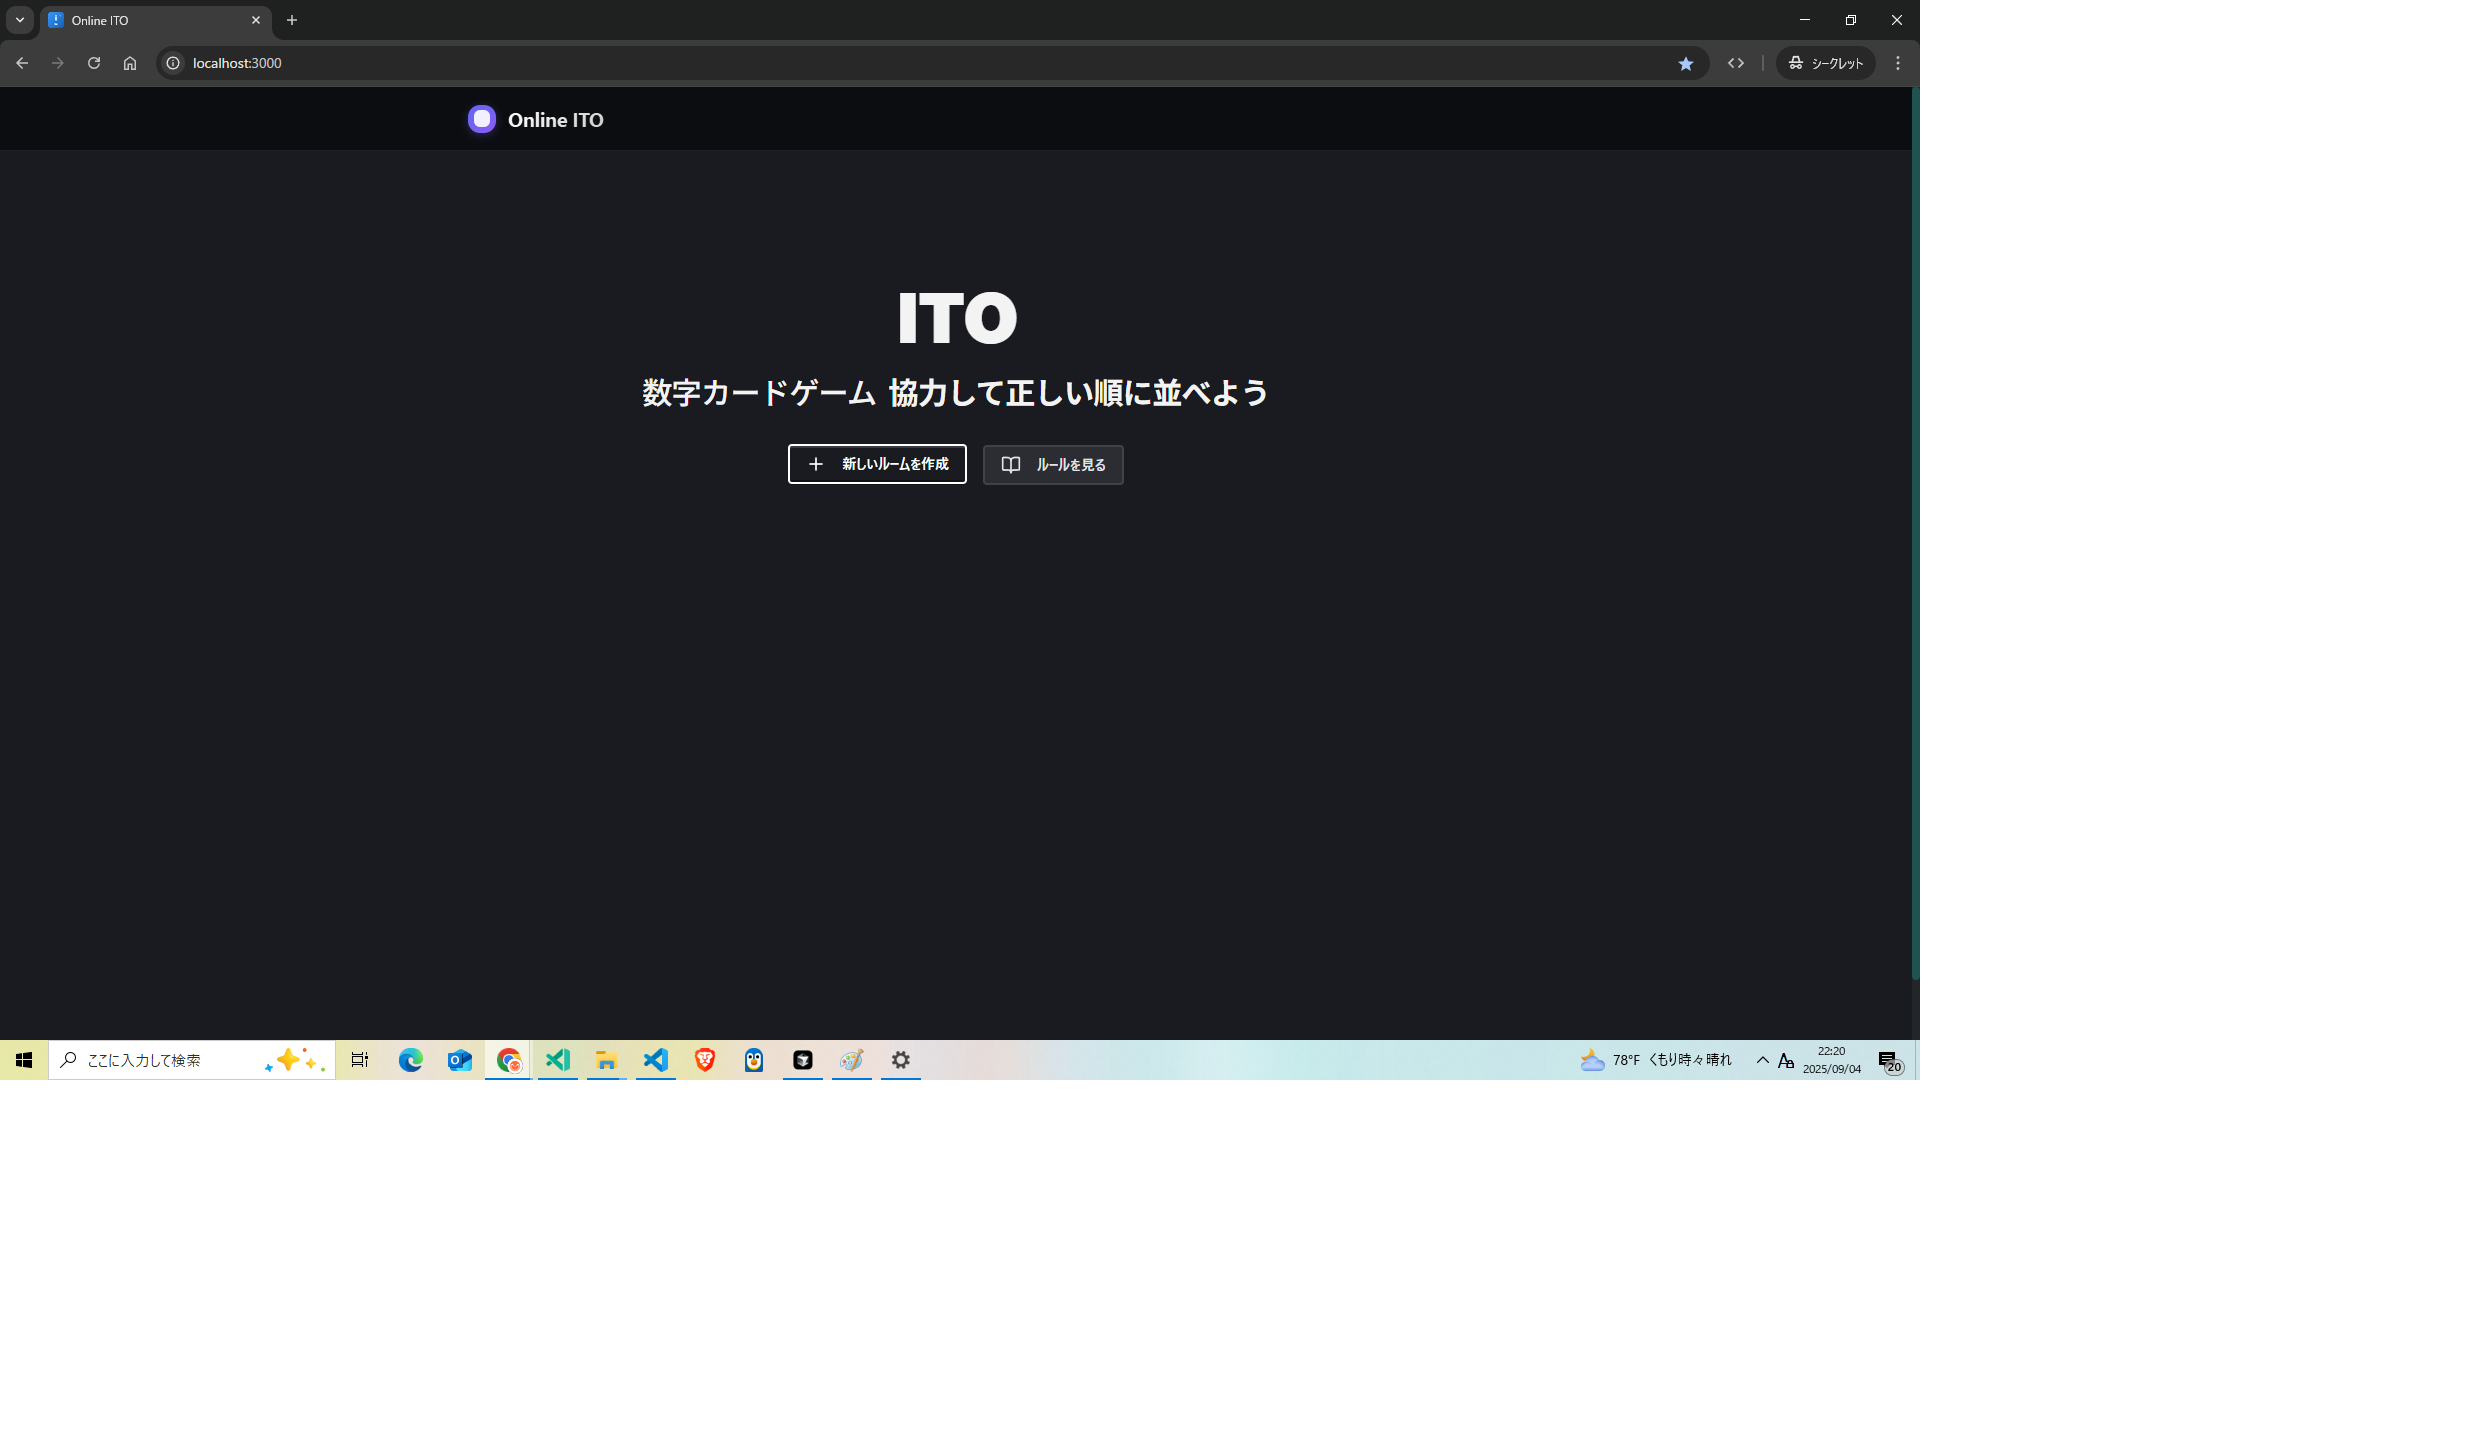 Online ITO
localhost:3000
シークレット
Online ITO
ITO
数字カードゲーム 協力して正しい順に並べよう
新しいルームを作成
ルールを見る
ここに入力して検索
78°F くもり時々晴れ
22:20
2025/09/04
20